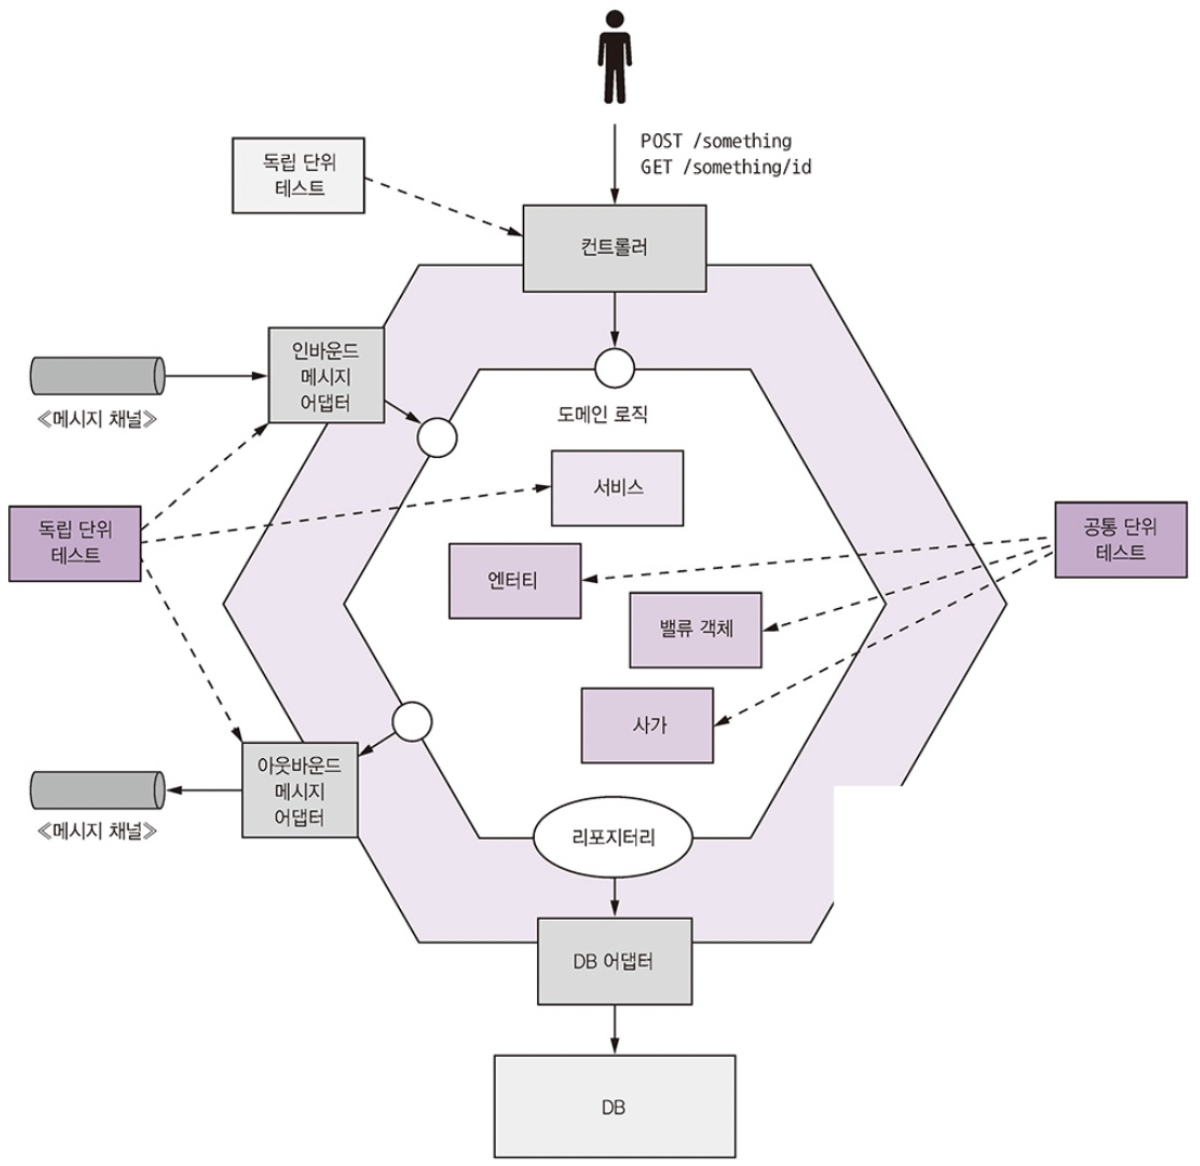 POST /something
GET /something/id
독립 단위
테스트
컨트롤러
인바운드
메시지
어댑터
≪메시지 채널≫
도메인 로직
서비스
독립 단위
테스트
공통 단위
테스트
엔터티
밸류 객체
사가
아웃바운드
메시지
어댑터
≪메시지 채널≫
리포지터리
DB 어댑터
DB